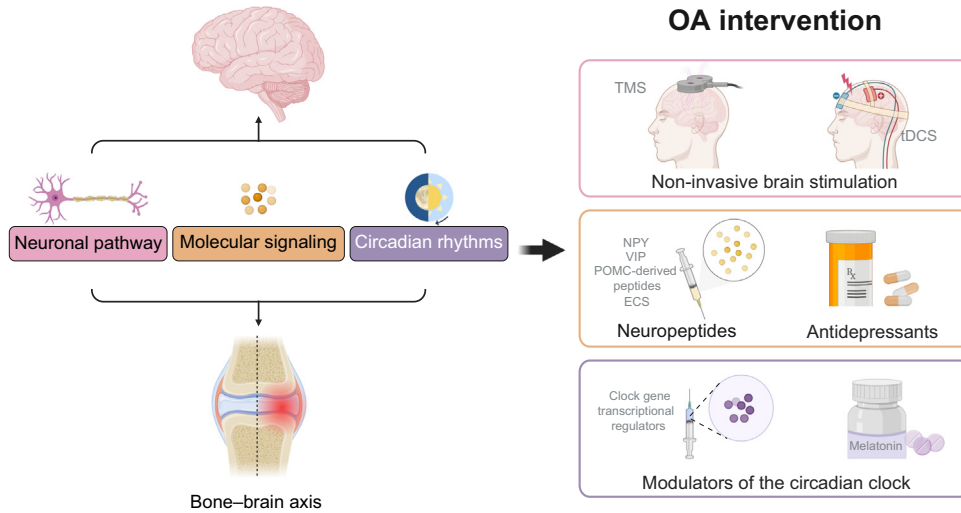 OA intervention
TMS
tDCS
Non-invasive brain stimulation
Neuronal pathway
Molecular signaling
Circadian rhythms
NPY
VIP
POMC-derived
peptides
ECS
Neuropeptides
Rx
Antidepressants
Clock gene
transcriptional
regulators
Melatonin
Modulators of the circadian clock
Bone–brain axis